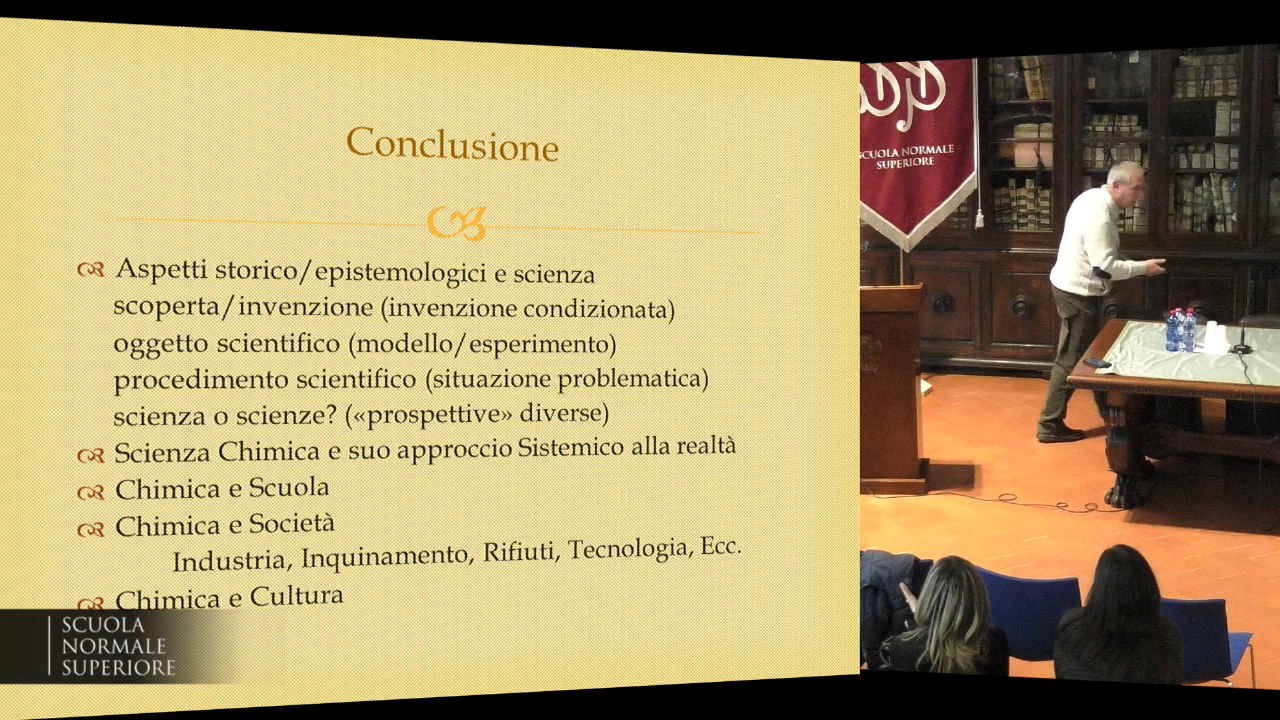 Conclusione
Aspetti storico/epistemologici e scienza
scoperta/invenzione (invenzione condizionata)
oggetto scientifico (modello/esperimento)
procedimento scientifico (situazione problematica)
scienza o scienze? («prospettive» diverse)
Scienza Chimica e suo approccio Sistemico alla realtà
Chimica e Scuola
Chimica e Società
Industria, Inquinamento, Rifiuti, Tecnologia, Ecc.
Chimica e Cultura
SCUOLA
NORMALE
SUPERIORE
SCUOLA NORMALE
SUPERIORE